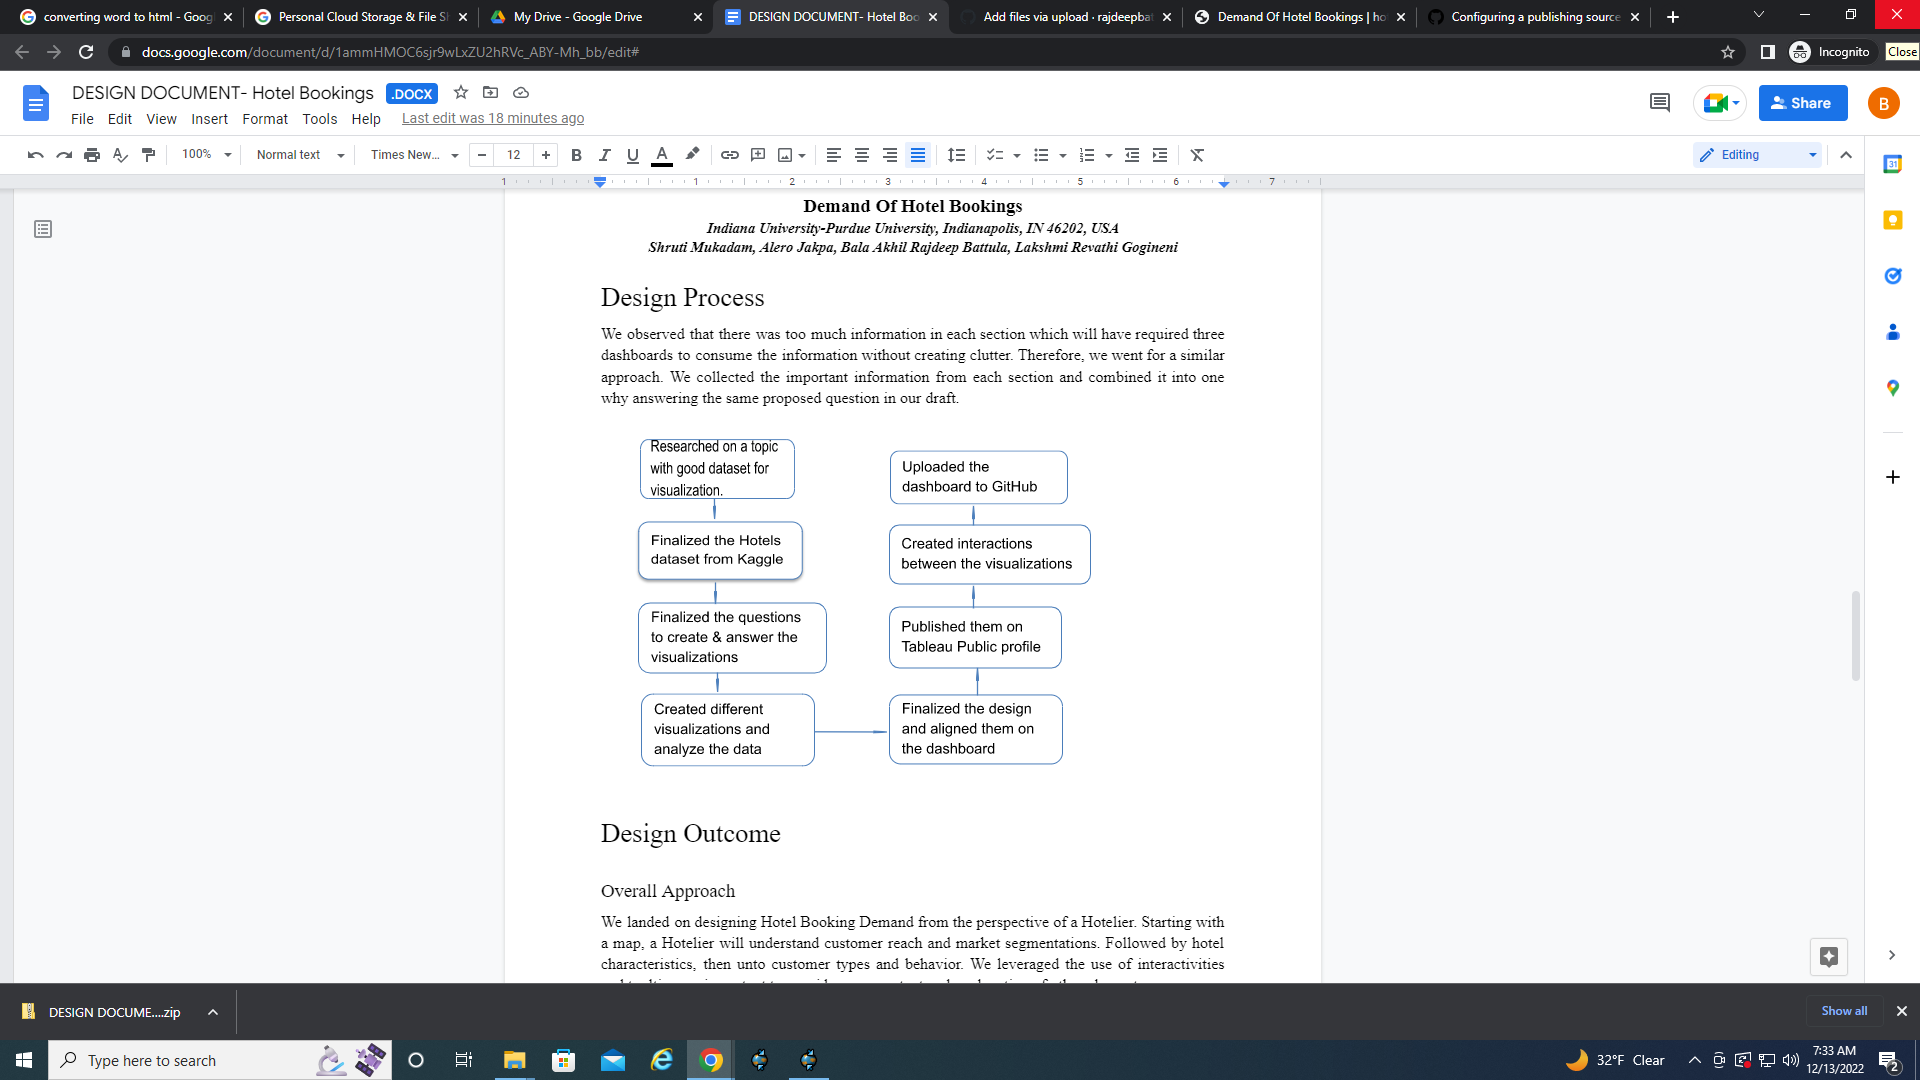 converting word to html - Goog
Personal Cloud Storage & File Sh
My Drive - Google Drive
DESIGN DOCUMENT- Hotel Boo
Add files via upload · rajdeepbat
Demand Of Hotel Bookings | ho
Configuring a publishing source
docs.google.com/document/d/1ammHMOC6sjr9wLxZU2hRVc_ABY-Mh_bb/edit#
Incognito
Close
DESIGN DOCUMENT- Hotel Bookings
.DOCX
File Edit View Insert Format Tools Help
Last edit was 18 minutes ago
Share
B
100%
Normal text
Times New...
12
B I U A
Editing
31
1 1 2 3 4 5 6 7
Demand Of Hotel Bookings
Indiana University-Purdue University, Indianapolis, IN 46202, USA
Shruti Mukadam, Alero Jakpa, Bala Akhil Rajdeep Battula, Lakshmi Revathi Gogineni
Design Process
We observed that there was too much information in each section which will have required three
dashboards to consume the information without creating clutter. Therefore, we went for a similar
approach. We collected the important information from each section and combined it into one
why answering the same proposed question in our draft.
Researched on a topic
with good dataset for
visualization.
Finalized the Hotels
dataset from Kaggle
Finalized the questions
to create & answer the
visualizations
Created different
visualizations and
analyze the data
Uploaded the
dashboard to GitHub
Created interactions
between the visualizations
Published them on
Tableau Public profile
Finalized the design
and aligned them on
the dashboard
Design Outcome
Overall Approach
We landed on designing Hotel Booking Demand from the perspective of a Hotelier. Starting with
a map, a Hotelier will understand customer reach and market segmentations. Followed by hotel
characteristics, then unto customer types and behavior. We leveraged the use of interactivities
DESIGN DOCUME....zip
Show all
Type here to search
32°F Clear
7:33 AM
12/13/2022
2